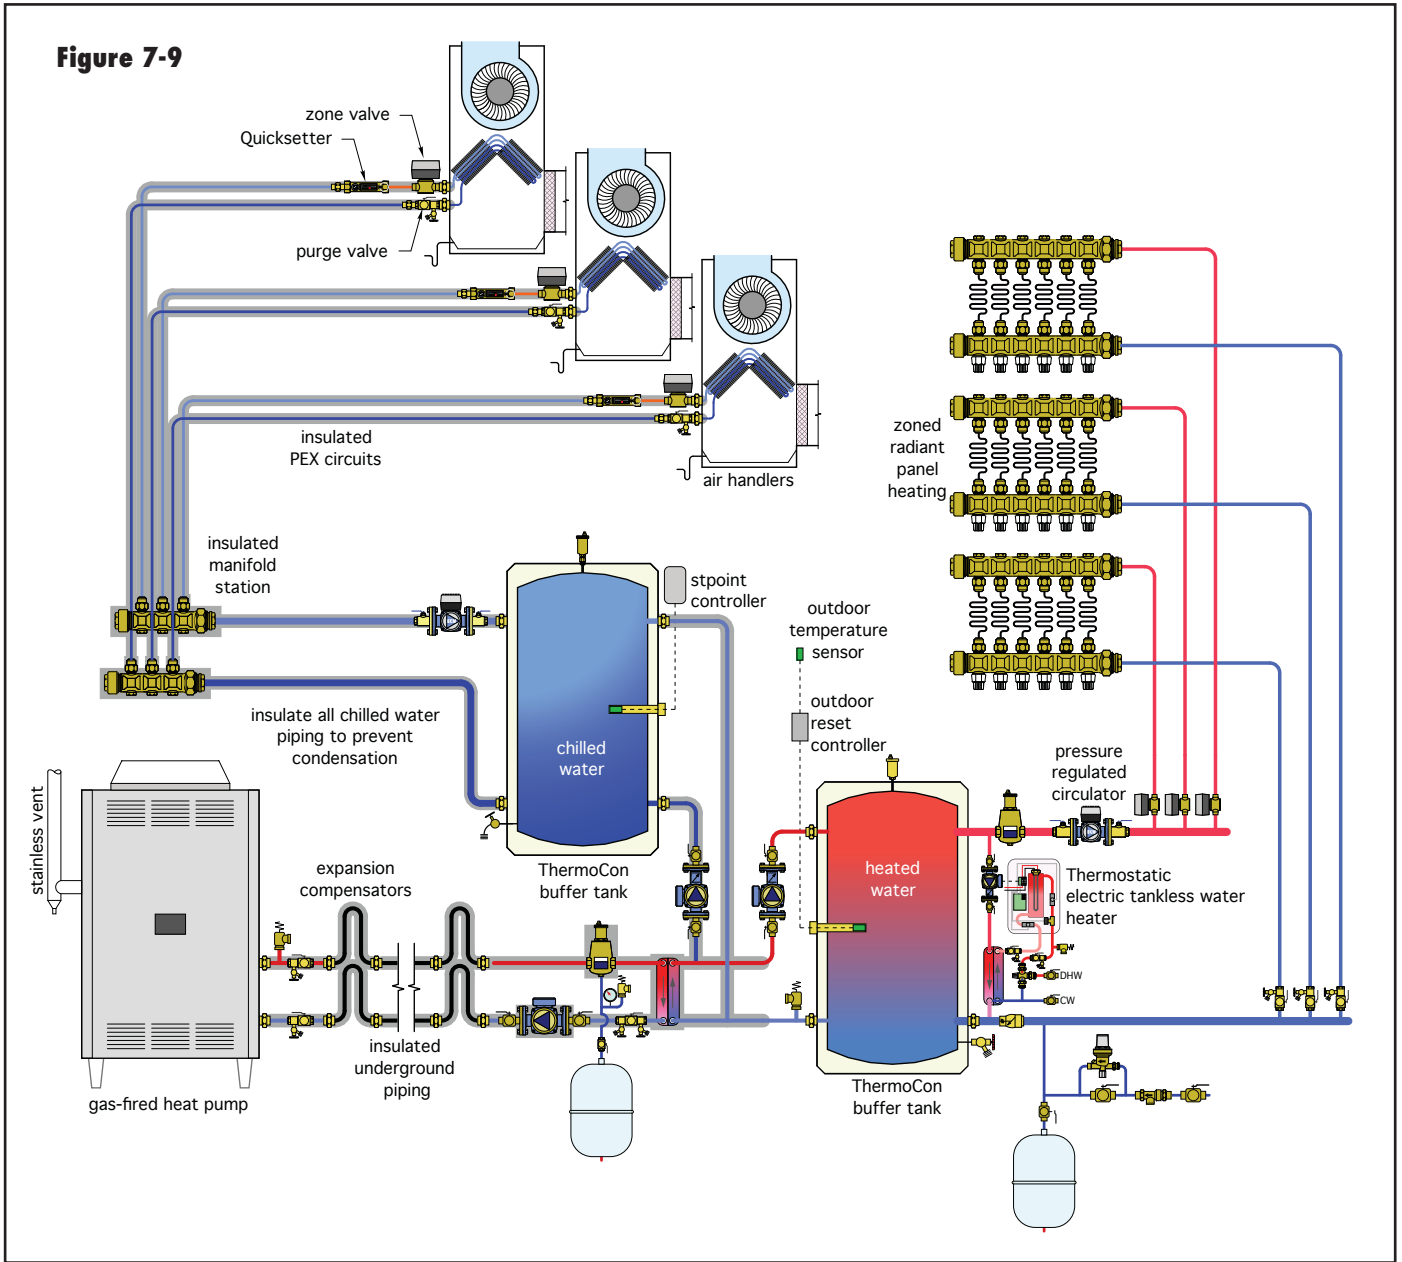 Figure 7-9
zone valve
Quicksetter
purge valve
insulated
PEX circuits
air handlers
zoned
radiant
panel
heating
insulated
manifold
station
stpoint
controller
outdoor
temperature
sensor
insulate all chilled water
piping to prevent
condensation
chilled
water
outdoor
reset
controller
pressure
regulated
circulator
stainless vent
expansion
compensators
ThermoCon
buffer tank
heated
water
Thermostatic
electric tankless water
heater
DHW
CW
insulated
underground
piping
gas-fired heat pump
ThermoCon
buffer tank